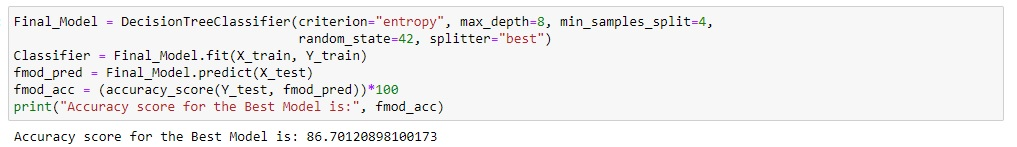 Final_Model = DecisionTreeClassifier(criterion="entropy", max_depth=8, min_samples_split=4,
                                     random_state=42, splitter="best")
Classifier = Final_Model.fit(X_train, Y_train)
fmod_pred = Final_Model.predict(X_test)
fmod_acc = (accuracy_score(Y_test, fmod_pred))*100
print("Accuracy score for the Best Model is:", fmod_acc)
Accuracy score for the Best Model is: 86.70120898100173